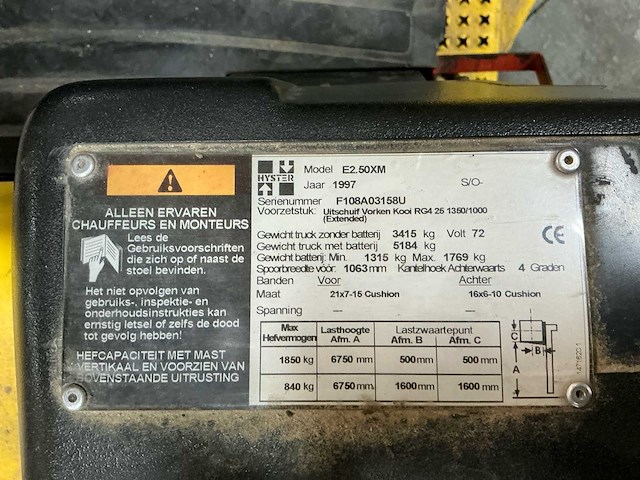 ALLEEN ERVAREN
CHAUFFEURS EN MONTEURS
Lees de
Gebruiksvoorschriften
die zich op of naast de
stoel bevinden.
Het niet opvolgen van
gebruiks-, inspektie- en
onderhoudsinstrukties kan
ernstig letsel of zelfs de dood
tot gevolg hebben.
HEFCAPACITEIT MET MAST
VERTIKAAL EN VOORZIEN VAN
BOVENSTAANDE UITRUSTING
HYSTER
Model E2.50XM
Jaar 1997 S/O-
Serienummer F108A03158U
Voorzetstuk: Uitschuif Vorken Kooi RG4 25 1350/1000
(Extended)
Gewicht truck zonder batterij 3415 kg Volt 72
Gewicht truck met batterij 5184 kg
Gewicht batterij: Min. 1315 kg Max. 1769 kg
Spoorbreedte vóór: 1063 mm Kantelhoek Achterwaarts 4 Graden
Banden Voor Achter
Maat 21x7-15 Cushion 16x6-10 Cushion
Spanning — —
Max Hefvermogen Lasthoogte Afm. A Lastzwaartepunt Afm. B Afm. C
1850 kg 6750 mm 500 mm 500 mm
840 kg 6750 mm 1600 mm 1600 mm
C
B
A
CE